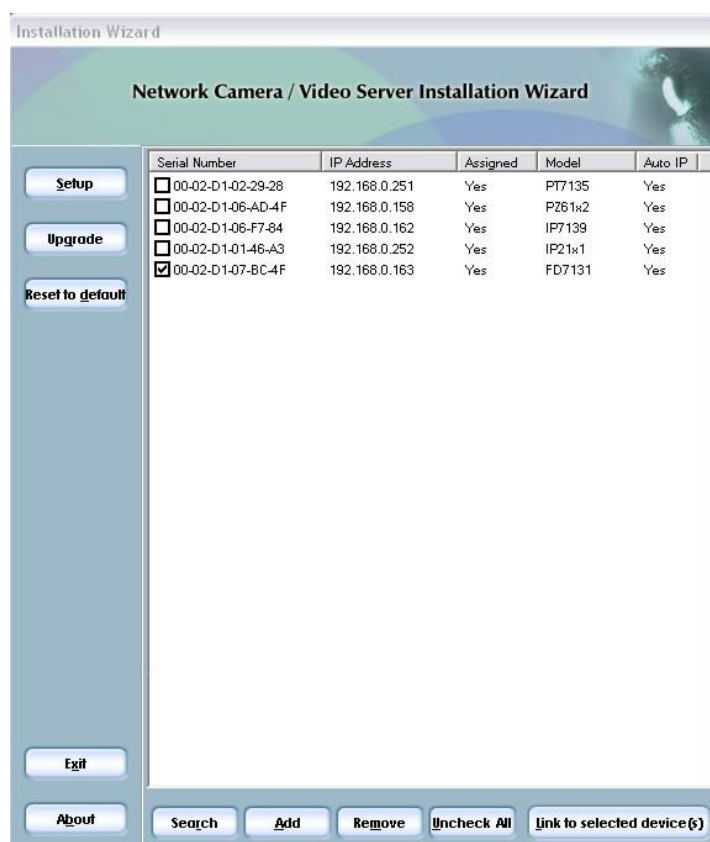 Installation Wizard
Network Camera / Video Server Installation Wizard
Serial Number IP Address Assigned Model Auto IP
00-02-D1-02-29-28 192.168.0.251 Yes PT7135 Yes
00-02-D1-06-AD-4F 192.168.0.158 Yes PZ61x2 Yes
00-02-D1-06-F7-84 192.168.0.162 Yes IP7139 Yes
00-02-D1-01-46-A3 192.168.0.252 Yes IP21x1 Yes
00-02-D1-07-BC-4F 192.168.0.163 Yes FD7131 Yes
Setup
Upgrade
Reset to default
Exit
About
Search Add Remove Uncheck All Link to selected device(s)